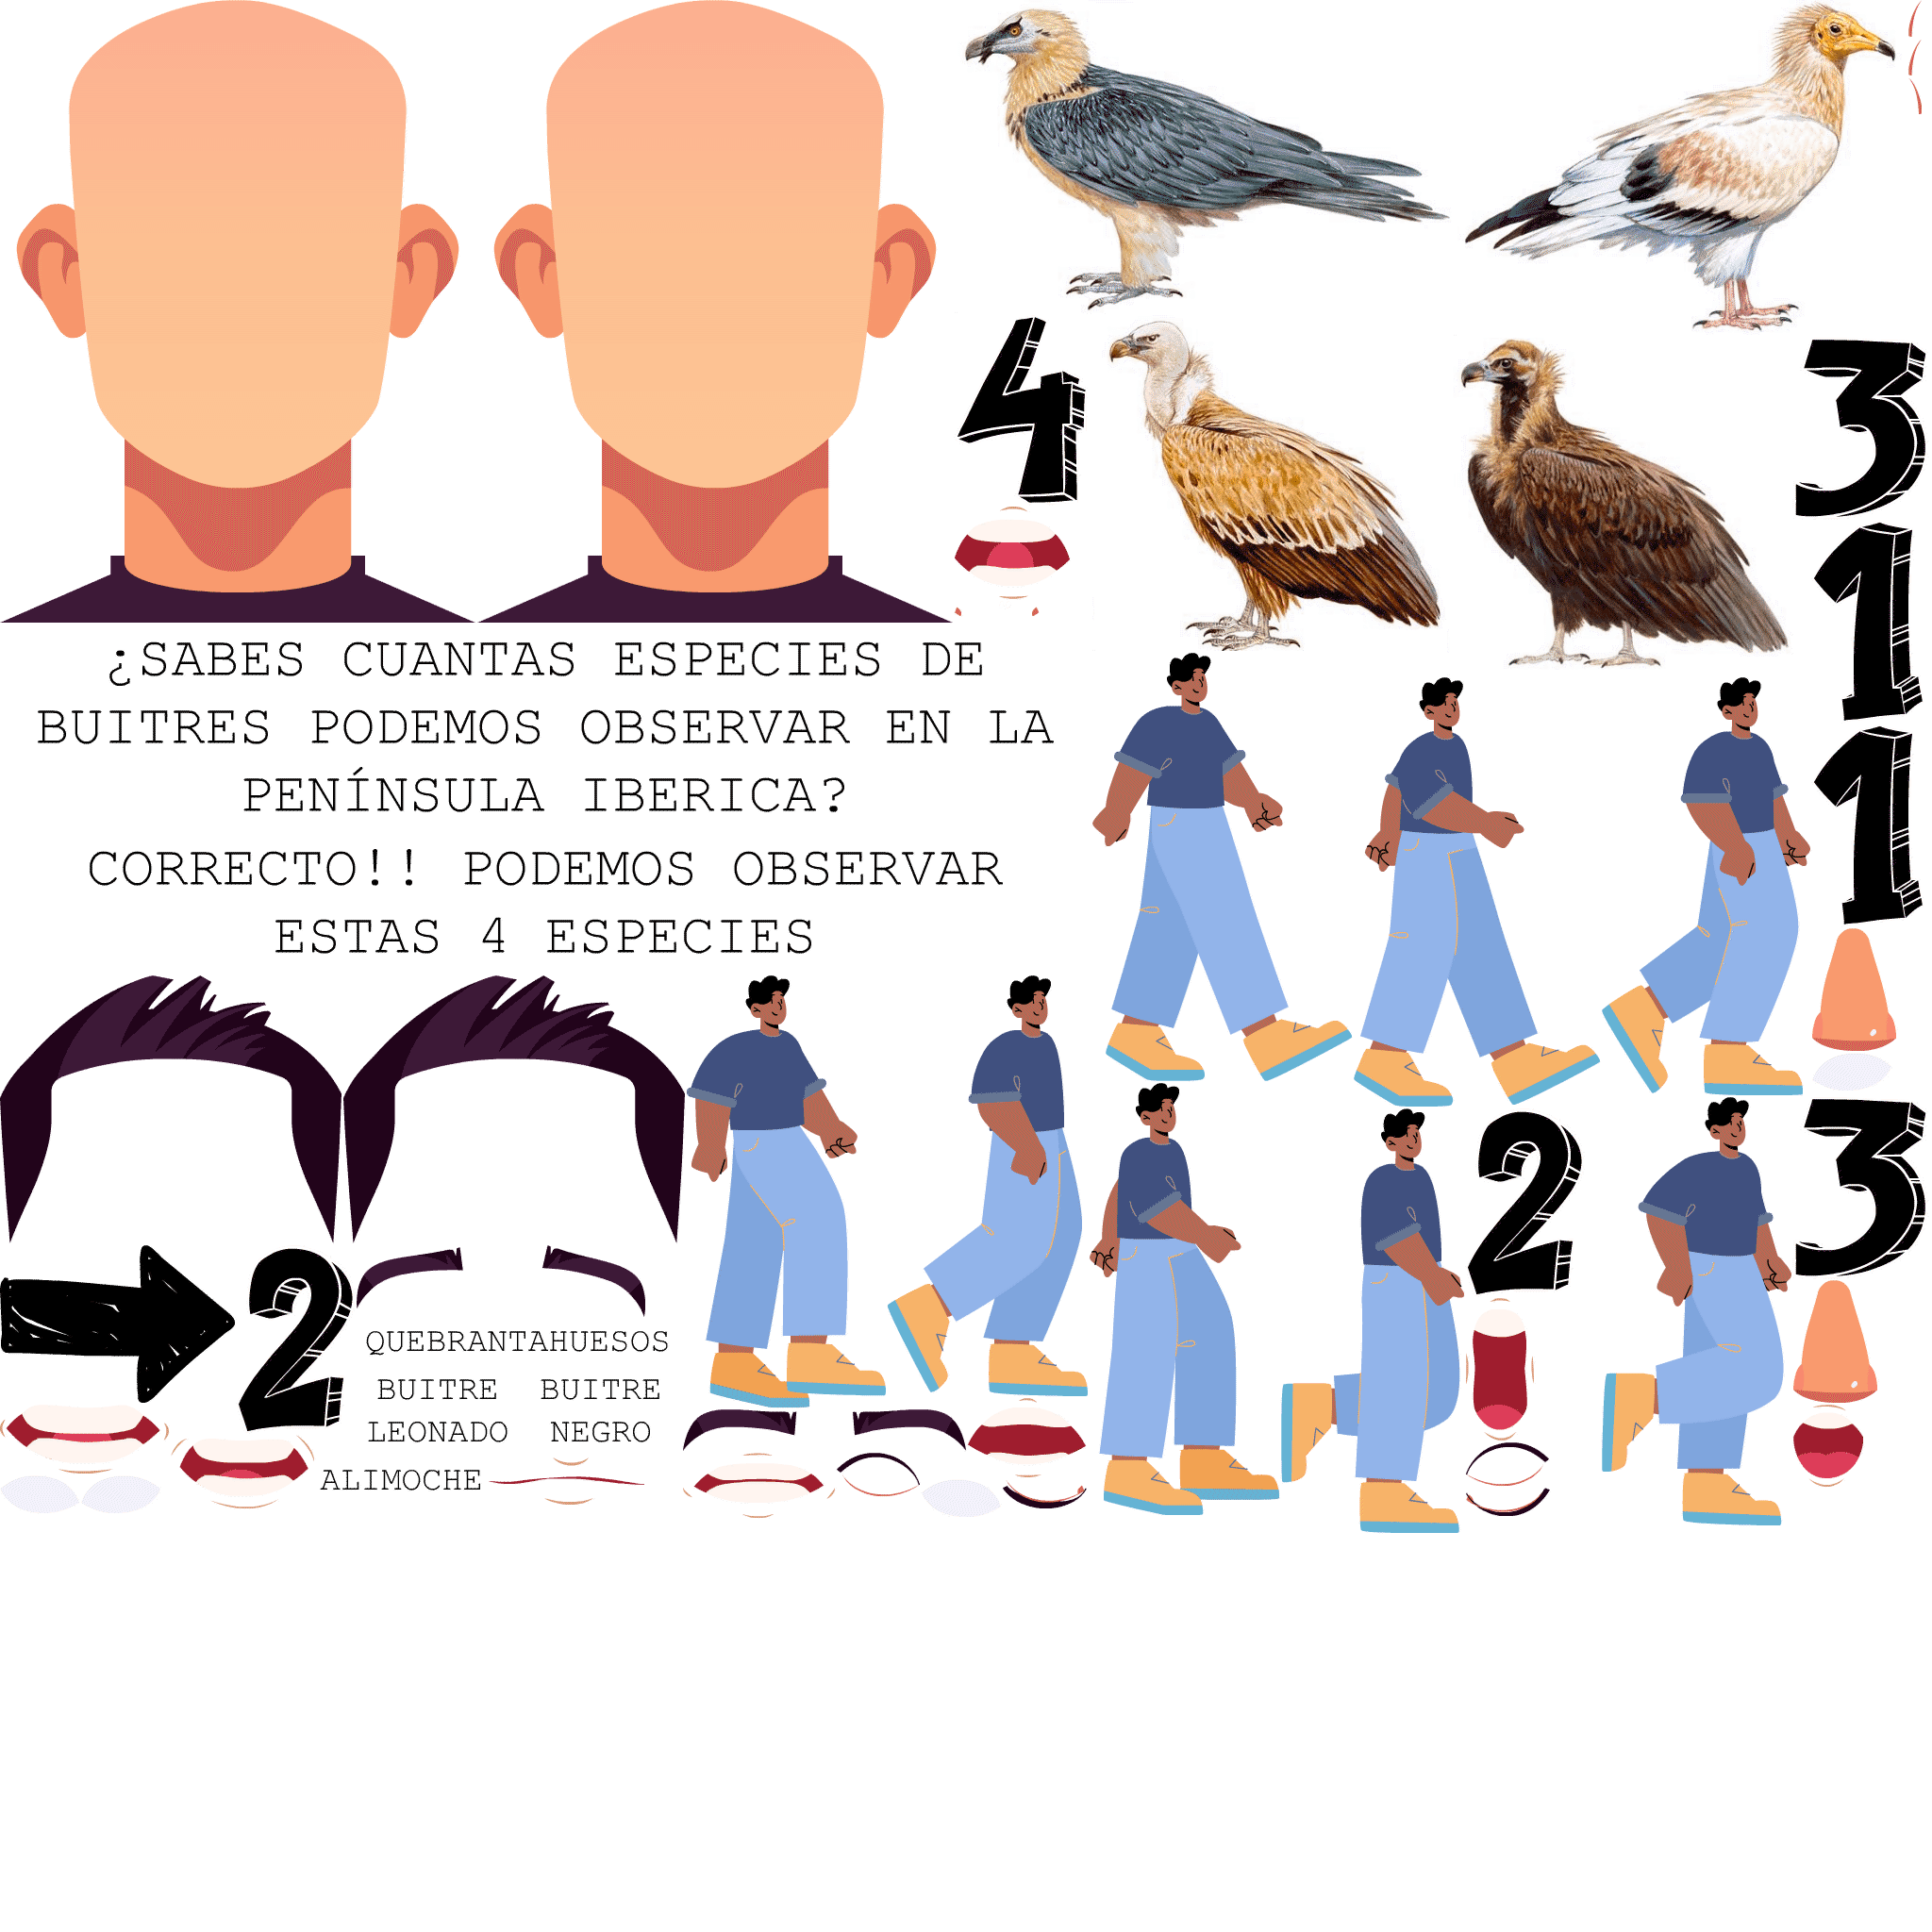 4
3
1
¿SABES CUANTAS ESPECIES DE
BUITRES PODEMOS OBSERVAR EN LA
PENÍNSULA IBERICA?
1
CORRECTO!! PODEMOS OBSERVAR
ESTAS 4 ESPECIES
2
3
2
QUEBRANTAHUESOS
BUITRE
LEONADO
BUITRE
NEGRO
ALIMOCHE